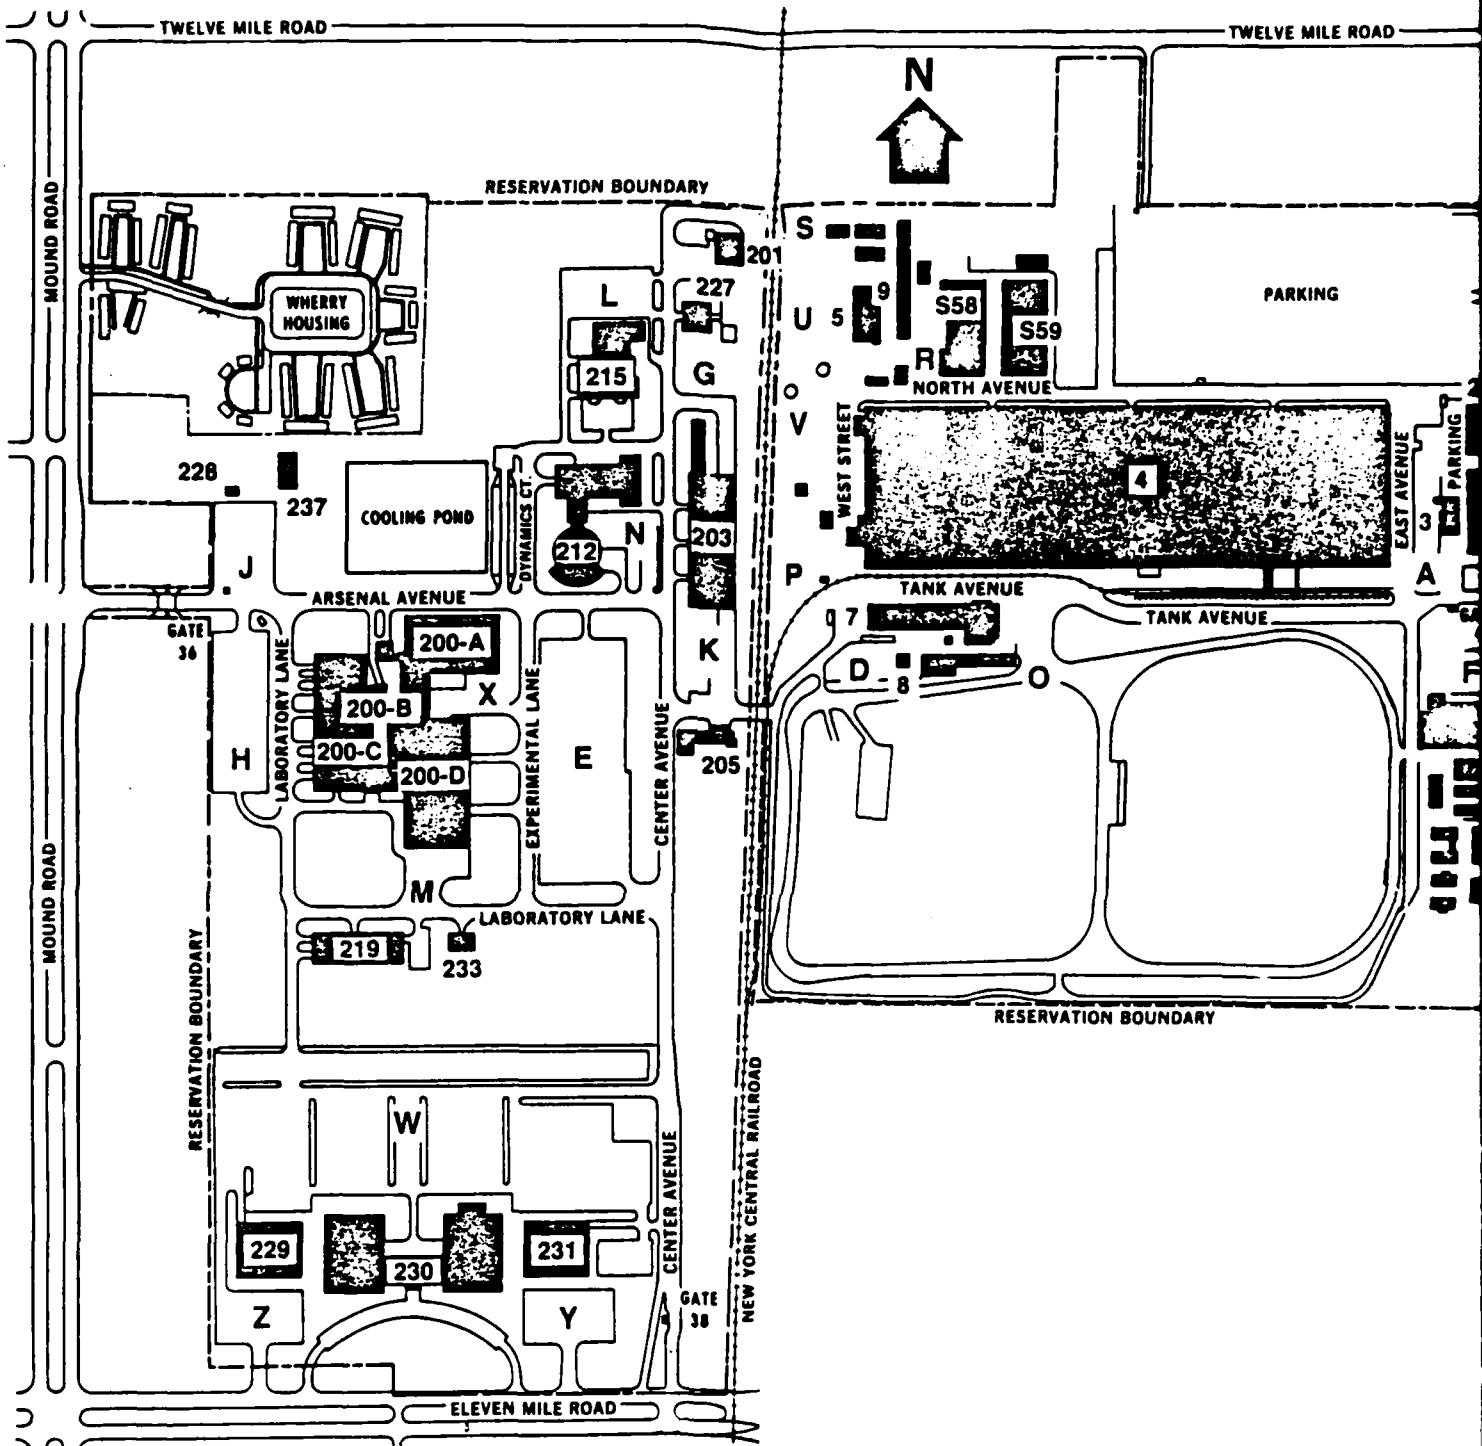 TWELVE MILE ROAD
TWELVE MILE ROAD
N
MOUND ROAD
RESERVATION BOUNDARY
S
201
227
L
WHERRY
HOUSING
PARKING
U
5
9
S58
S59
R
215
G
NORTH AVENUE
V
WEST STREET
4
EAST AVENUE
PARKING
3
228
237
COOLING POND
DYNAMICS CT.
212
N
203
J
P
A
ARSENAL AVENUE
TANK AVENUE
TANK AVENUE
GATE
36
200-A
7
K
D
8
O
X
200-B
LABORATORY LANE
H
200-C
200-D
EXPERIMENTAL LANE
E
CENTER AVENUE
205
MOUND ROAD
M
LABORATORY LANE
219
233
RESERVATION BOUNDARY
RESERVATION BOUNDARY
NEW YORK CENTRAL RAILROAD
W
CENTER AVENUE
229
230
231
Z
Y
GATE
38
ELEVEN MILE ROAD